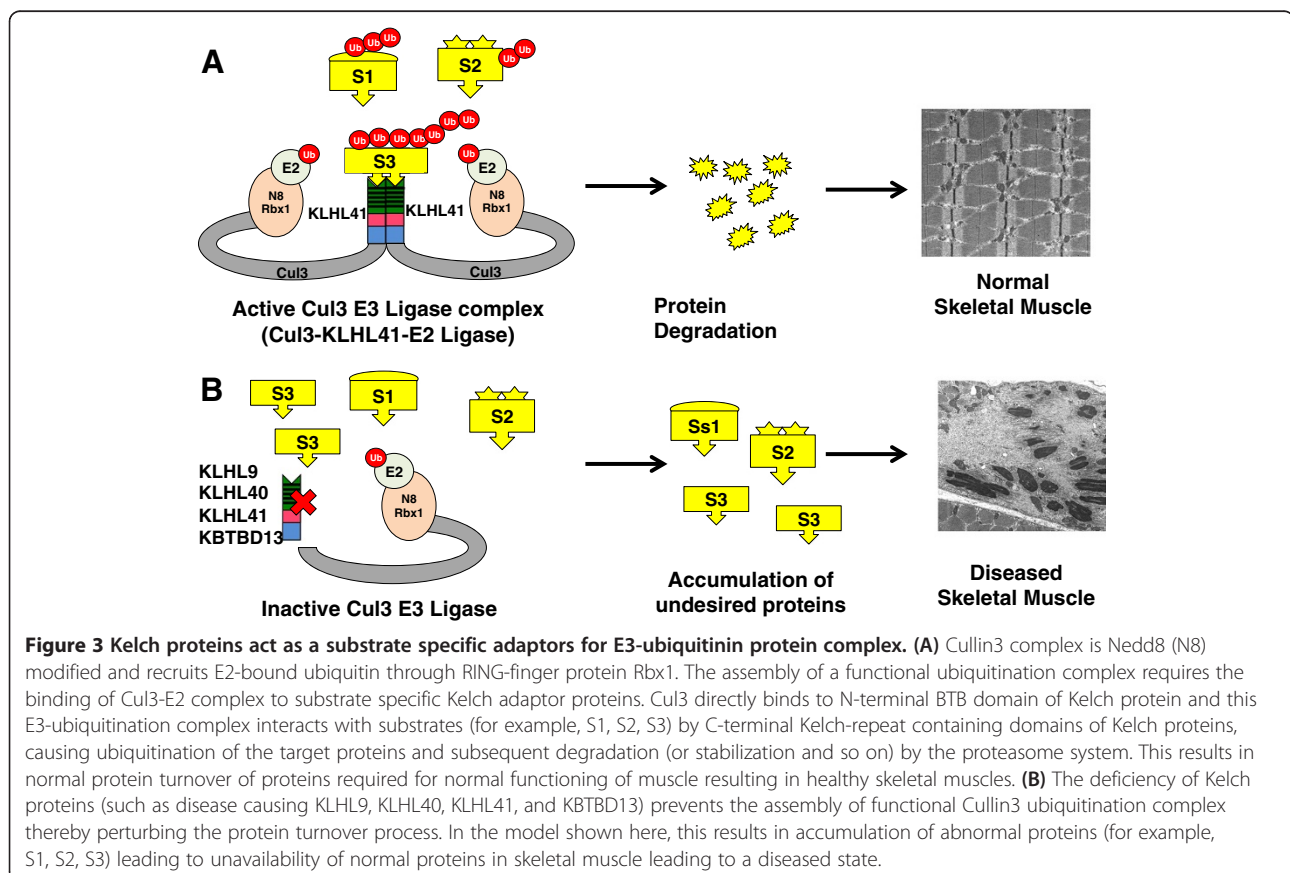 A
Ub Ub Ub
S1
S2
Ub Ub
Ub Ub Ub Ub Ub Ub Ub
S3
Ub
E2
N8
Rbx1
Ub
E2
N8
Rbx1
KLHL41
KLHL41
Cul3
Cul3
Active Cul3 E3 Ligase complex
(Cul3-KLHL41-E2 Ligase)
Protein
Degradation
Normal
Skeletal Muscle
B
S3
S1
S2
S3
KLHL9
KLHL40
KLHL41
KBTBD13
Ub
E2
N8
Rbx1
Inactive Cul3 E3 Ligase
Ss1
S2
S3
S3
Accumulation of
undesired proteins
Diseased
Skeletal Muscle
Figure 3 Kelch proteins act as a substrate specific adaptors for E3-ubiquitinin protein complex. (A) Cullin3 complex is Nedd8 (N8)
modified and recruits E2-bound ubiquitin through RING-finger protein Rbx1. The assembly of a functional ubiquitination complex requires the
binding of Cul3-E2 complex to substrate specific Kelch adaptor proteins. Cul3 directly binds to N-terminal BTB domain of Kelch protein and this
E3-ubiquitination complex interacts with substrates (for example, S1, S2, S3) by C-terminal Kelch-repeat containing domains of Kelch proteins,
causing ubiquitination of the target proteins and subsequent degradation (or stabilization and so on) by the proteasome system. This results in
normal protein turnover of proteins required for normal functioning of muscle resulting in healthy skeletal muscles. (B) The deficiency of Kelch
proteins (such as disease causing KLHL9, KLHL40, KLHL41, and KBTBD13) prevents the assembly of functional Cullin3 ubiquitination complex
thereby perturbing the protein turnover process. In the model shown here, this results in accumulation of abnormal proteins (for example,
S1, S2, S3) leading to unavailability of normal proteins in skeletal muscle leading to a diseased state.